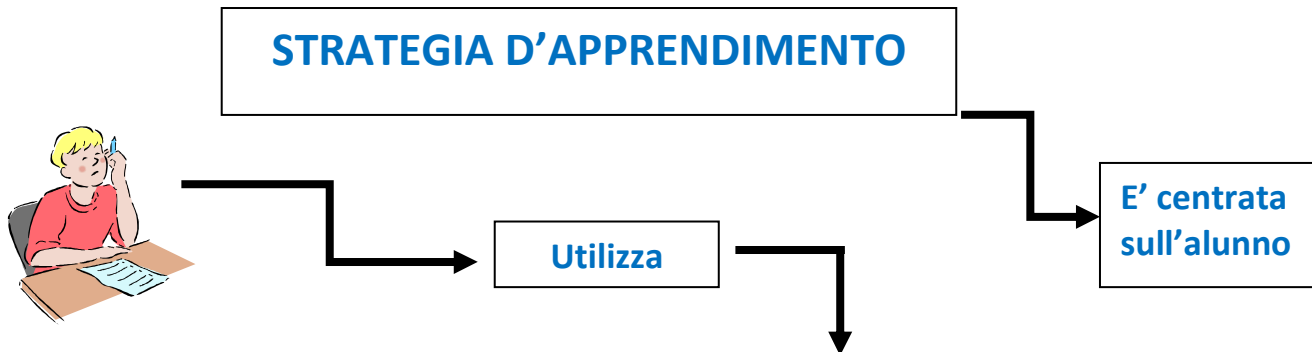 STRATEGIA D’APPRENDIMENTO
E’ centrata
sull’alunno
Utilizza